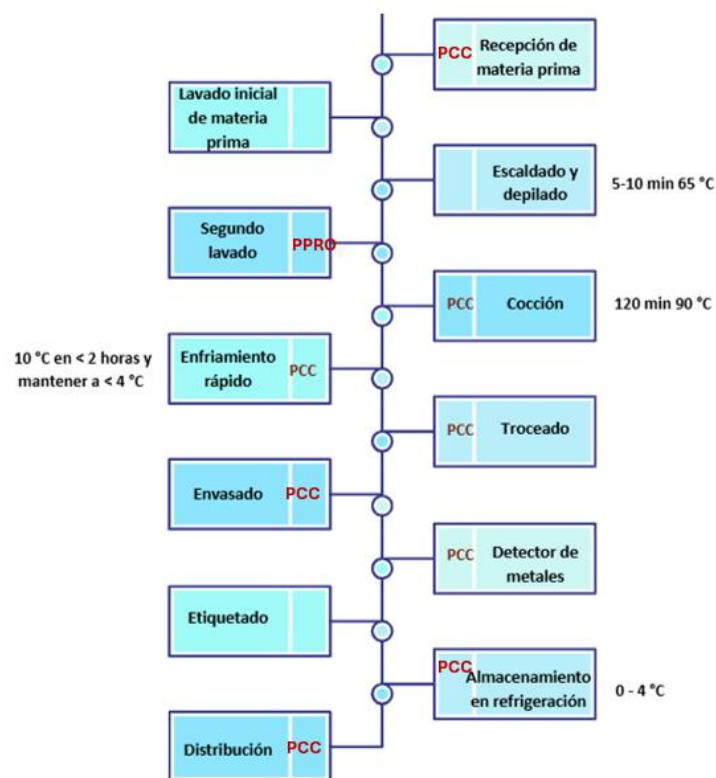 PCC
Recepción de
materia prima
Lavado inicial
de materia
prima
Escaldado y
depilado
5-10 min 65 °C
Segundo
lavado
PPRO
PCC
Cocción
120 min 90 °C
10 °C en < 2 horas y
mantener a < 4 °C
Enfriamiento
rápido
PCC
PCC
Troceado
Envasado
PCC
PCC
Detector de
metales
Etiquetado
PCC
Almacenamiento
en refrigeración
0 - 4 °C
Distribución
PCC